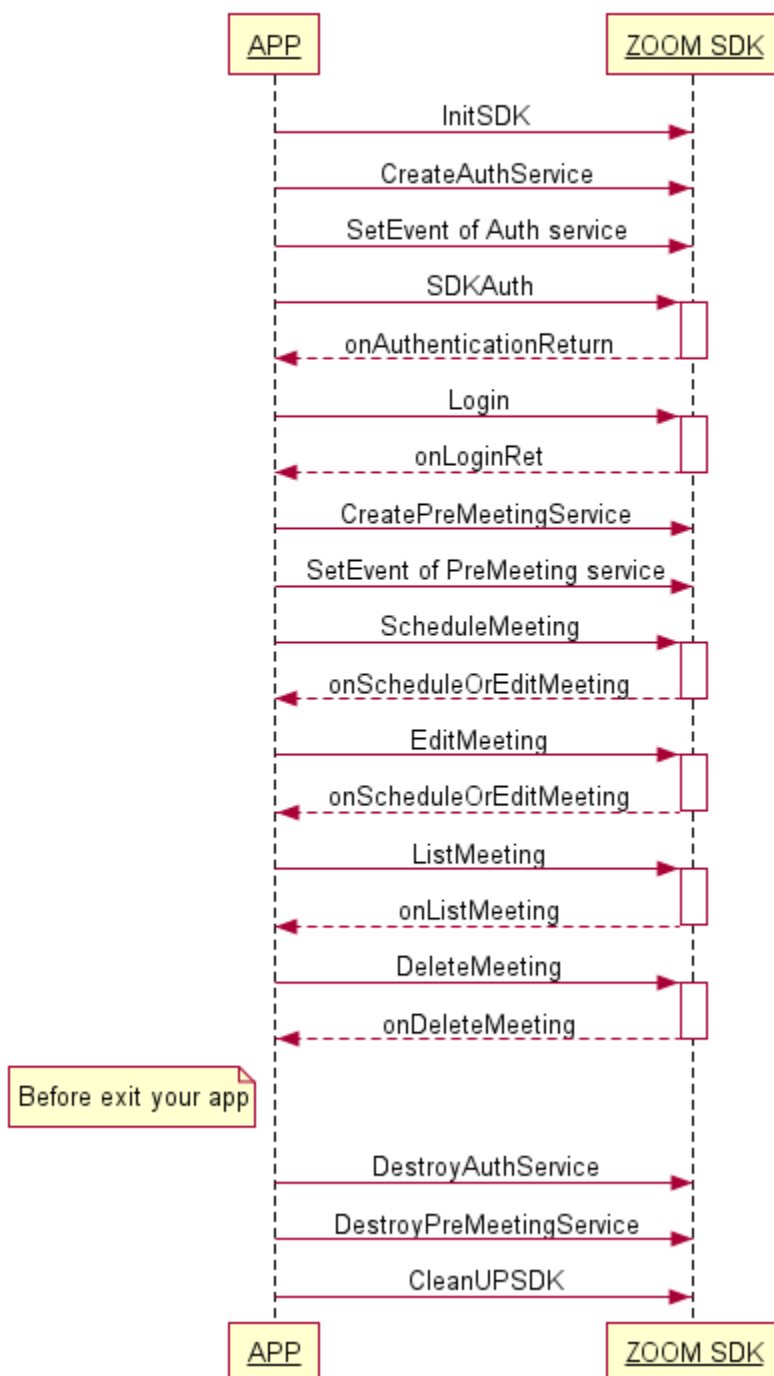 APP
ZOOM SDK
InitSDK
CreateAuthService
SetEvent of Auth service
SDKAuth
onAuthenticationReturn
Login
onLoginRet
CreatePreMeetingService
SetEvent of PreMeeting service
ScheduleMeeting
onScheduleOrEditMeeting
EditMeeting
onScheduleOrEditMeeting
ListMeeting
onListMeeting
DeleteMeeting
onDeleteMeeting
Before exit your app
DestroyAuthService
DestroyPreMeetingService
CleanUPSDK
APP
ZOOM SDK